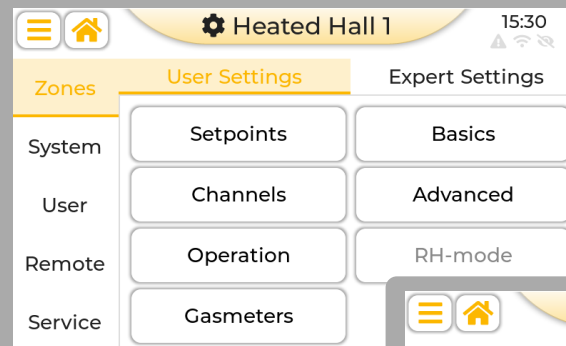 Heated Hall 1
15:30
Zones
User Settings
Expert Settings
Setpoints
Basics
System
Channels
Advanced
User
Operation
RH-mode
Remote
Gasmeters
Service